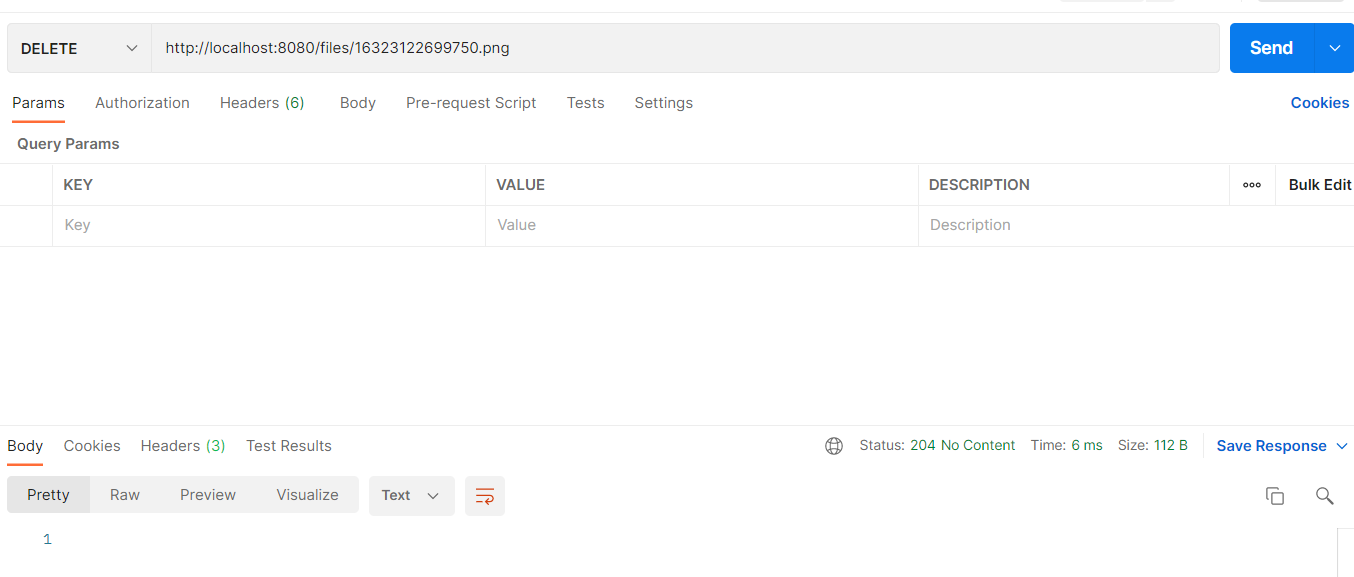 DELETE http://localhost:8080/files/16323122699750.png Send
Params Authorization Headers (6) Body Pre-request Script Tests Settings Cookies
Query Params
KEY VALUE DESCRIPTION ooo Bulk Edit
Key Value Description
Body Cookies Headers (3) Test Results Status: 204 No Content Time: 6 ms Size: 112 B Save Response
Pretty Raw Preview Visualize Text
1